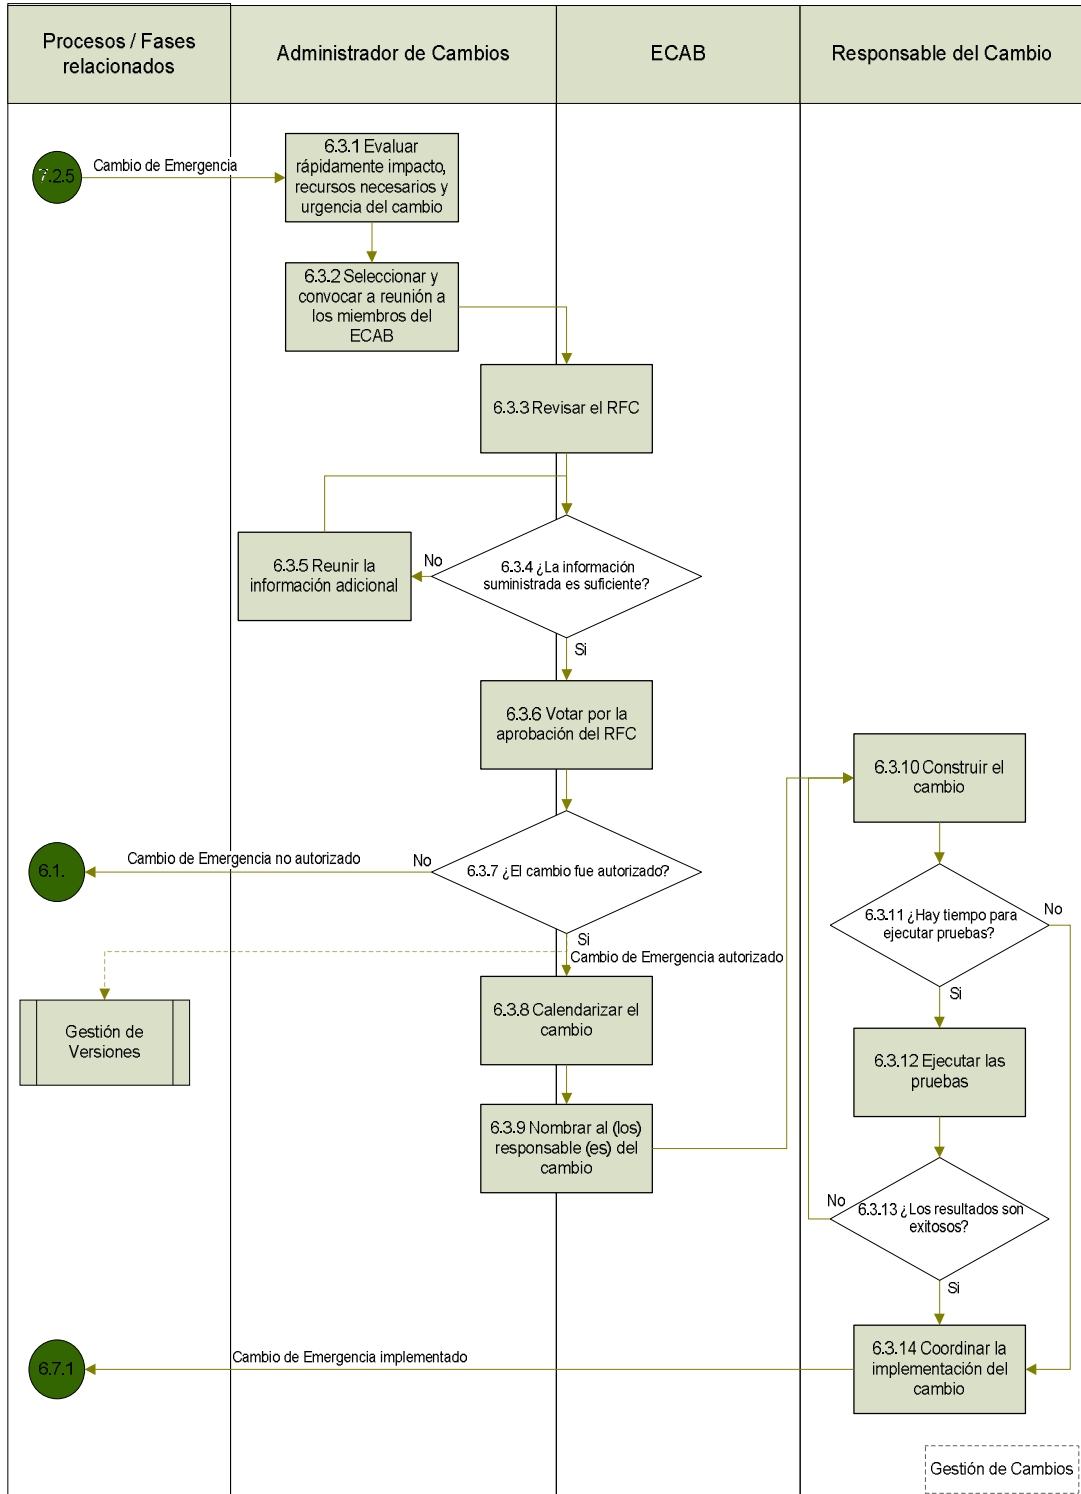 Procesos / Fases
relacionados
Administrador de Cambios
ECAB
Responsable del Cambio
7.2.5
Cambio de Emergencia
6.3.1 Evaluar
rápidamente impacto,
recursos necesarios y
urgencia del cambio
6.3.2 Seleccionar y
convocar a reunión a
los miembros del
ECAB
6.3.3 Revisar el RFC
6.3.5 Reunir la
información adicional
No
6.3.4 ¿La información
suministrada es suficiente?
Si
6.3.6 Votar por la
aprobación del RFC
6.3.10 Construir el
cambio
6.1.
Cambio de Emergencia no autorizado
No
6.3.7 ¿El cambio fue autorizado?
Si
Cambio de Emergencia autorizado
6.3.11 ¿Hay tiempo para
ejecutar pruebas?
No
Si
Gestión de
Versiones
6.3.8 Calendarizar el
cambio
6.3.12 Ejecutar las
pruebas
6.3.9 Nombrar al (los)
responsable (es) del
cambio
No
6.3.13 ¿Los resultados son
exitosos?
Si
6.7.1
Cambio de Emergencia implementado
6.3.14 Coordinar la
implementación del
cambio
Gestión de Cambios